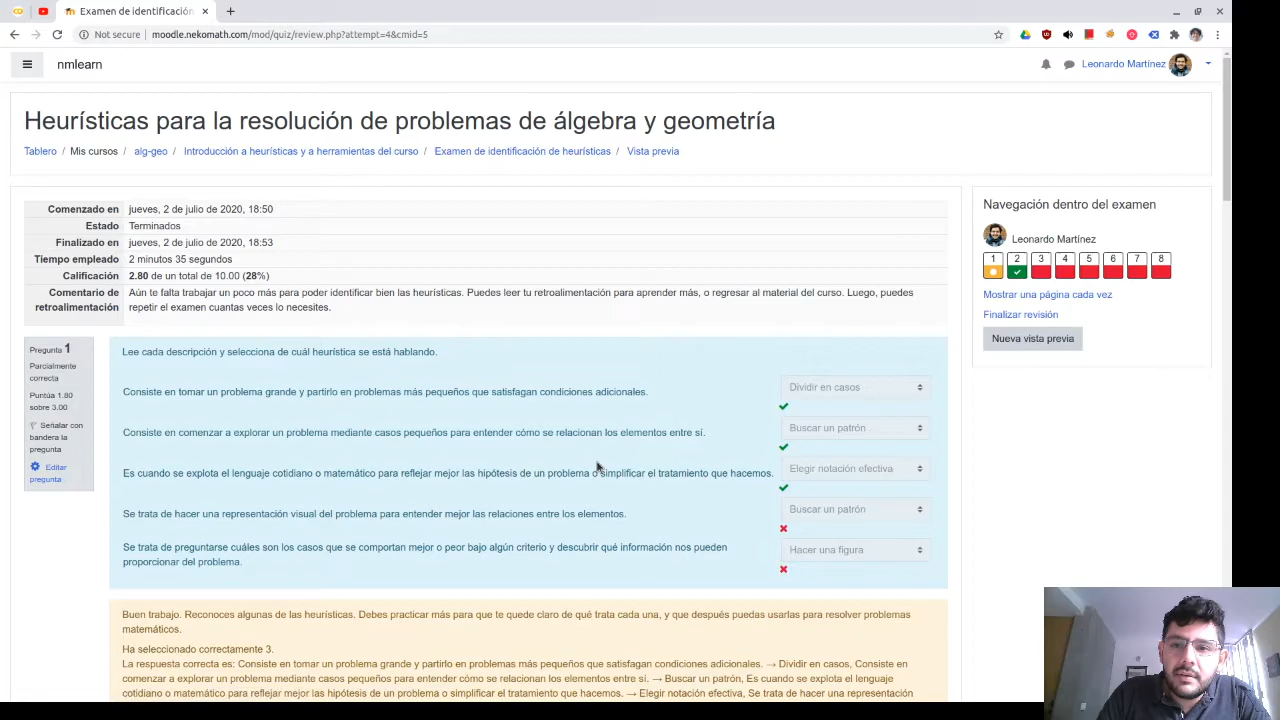 Examen de identificación
Not secure
moodle.nekomath.com/mod/quiz/review.php?attempt=4&cmid=5
nmlearn
Leonardo Martínez
Heurísticas para la resolución de problemas de álgebra y geometría
Tablero / Mis cursos / alg-geo / Introducción a heurísticas y a herramientas del curso / Examen de identificación de heurísticas / Vista previa
Comenzado en jueves, 2 de julio de 2020, 18:50
Estado Terminados
Finalizado en jueves, 2 de julio de 2020, 18:53
Tiempo empleado 2 minutos 35 segundos
Calificación 2.80 de un total de 10.00 (28%)
Comentario de retroalimentación Aún te falta trabajar un poco más para poder identificar bien las heurísticas. Puedes leer tu retroalimentación para aprender más, o regresar al material del curso. Luego, puedes
repetir el examen cuantas veces lo necesites.
Navegación dentro del examen
Leonardo Martínez
1 2 3 4 5 6 7 8
Mostrar una página cada vez
Finalizar revisión
Nueva vista previa
Pregunta 1
Parcialmente
correcta
Puntúa 1.80
sobre 3.00
Señalar con
bandera la
pregunta
Editar
pregunta
Lee cada descripción y selecciona de cuál heurística se está hablando.
Consiste en tomar un problema grande y partirlo en problemas más pequeños que satisfagan condiciones adicionales.
Dividir en casos
Consiste en comenzar a explorar un problema mediante casos pequeños para entender cómo se relacionan los elementos entre sí.
Buscar un patrón
Es cuando se explota el lenguaje cotidiano o matemático para reflejar mejor las hipótesis de un problema o simplificar el tratamiento que hacemos.
Elegir notación efectiva
Se trata de hacer una representación visual del problema para entender mejor las relaciones entre los elementos.
Buscar un patrón
Se trata de preguntarse cuáles son los casos que se comportan mejor o peor bajo algún criterio y descubrir qué información nos pueden
proporcionar del problema.
Hacer una figura
Buen trabajo. Reconoces algunas de las heurísticas. Debes practicar más para que te quede claro de qué trata cada una, y que después puedas usarlas para resolver problemas
matemáticos.
Ha seleccionado correctamente 3.
La respuesta correcta es: Consiste en tomar un problema grande y partirlo en problemas más pequeños que satisfagan condiciones adicionales. → Dividir en casos, Consiste en
comenzar a explorar un problema mediante casos pequeños para entender cómo se relacionan los elementos entre sí. → Buscar un patrón, Es cuando se explota el lenguaje
cotidiano o matemático para reflejar mejor las hipótesis de un problema o simplificar el tratamiento que hacemos. → Elegir notación efectiva, Se trata de hacer una representación